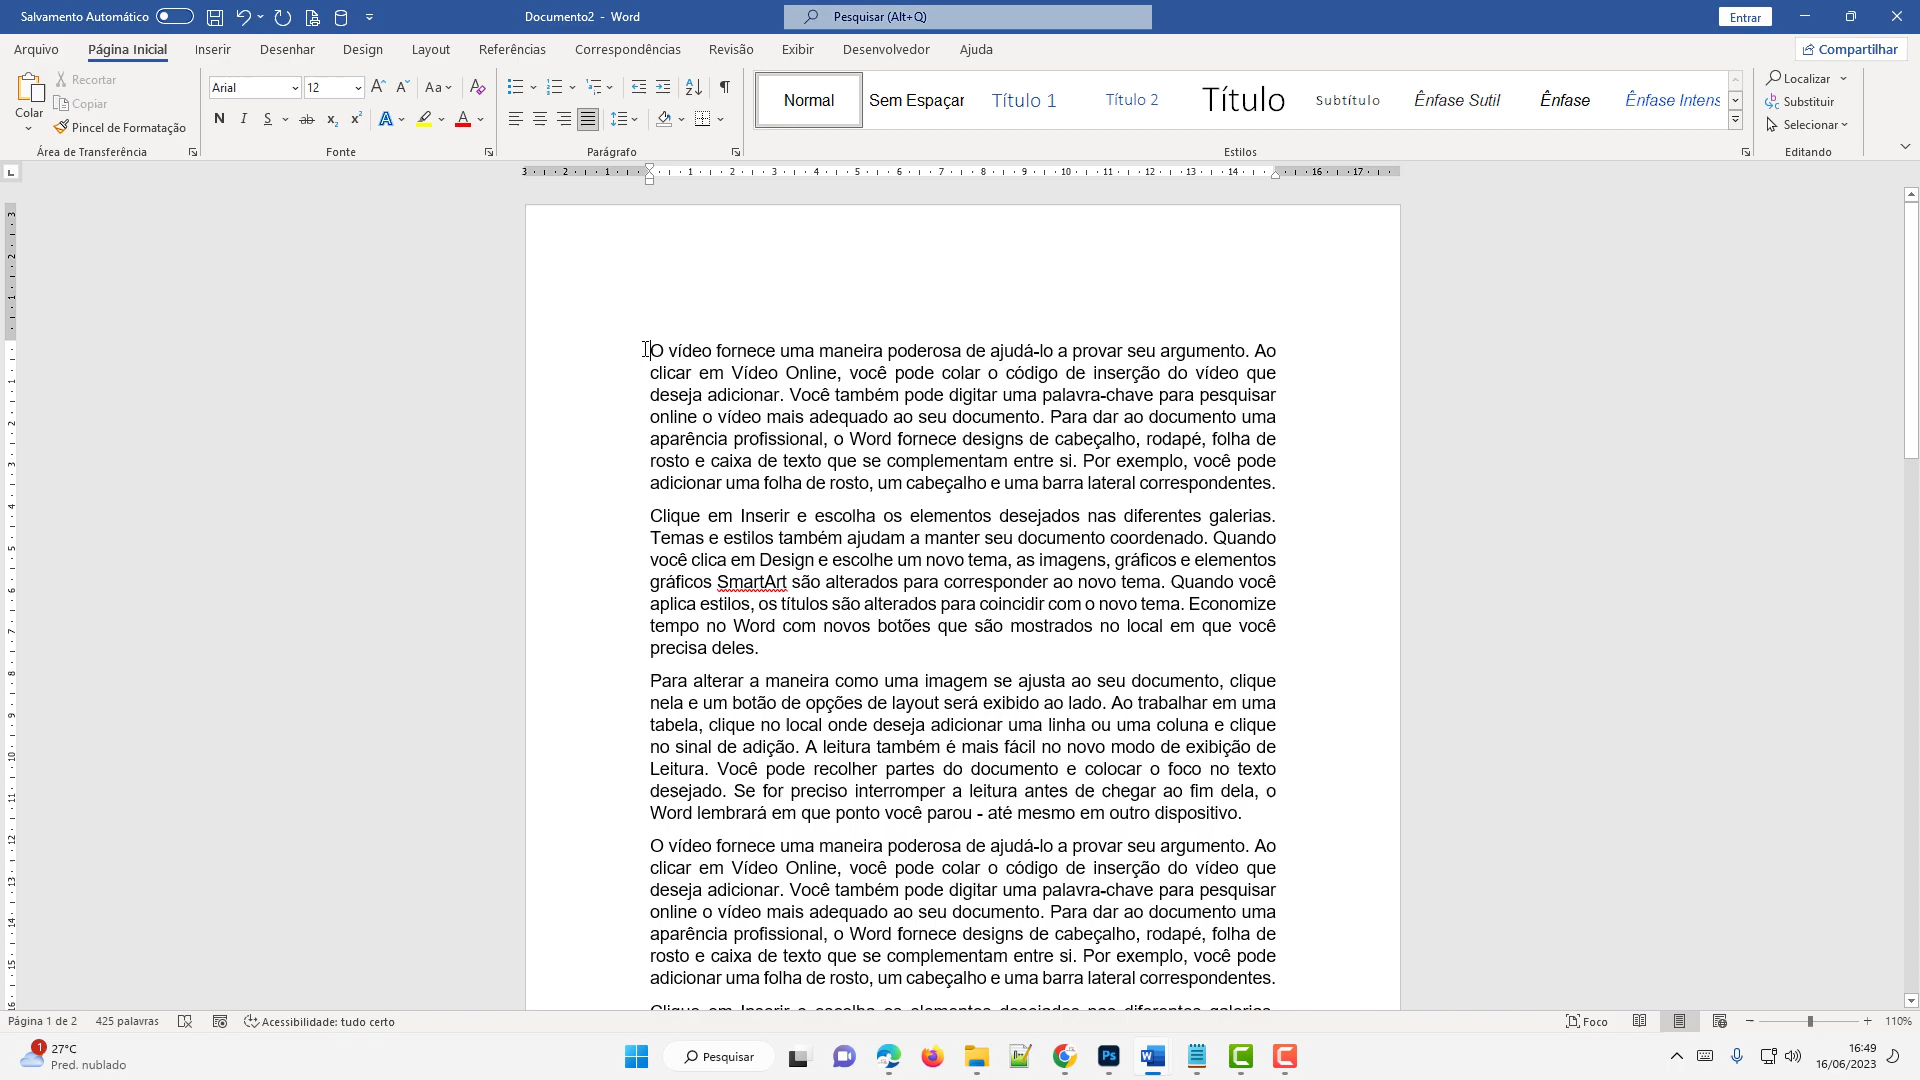 Salvamento Automático
Documento2 - Word
Pesquisar (Alt+Q)
Entrar
Arquivo
Página Inicial
Inserir
Desenhar
Design
Layout
Referências
Correspondências
Revisão
Exibir
Desenvolvedor
Ajuda
Compartilhar
Colar
Recortar
Copiar
Pincel de Formatação
Área de Transferência
Arial
12
Fonte
Parágrafo
Normal
Sem Espaçar
Título 1
Título 2
Título
Subtítulo
Ênfase Sutil
Ênfase
Ênfase Intens
Estilos
Localizar
Substituir
Selecionar
Editando
3 2 1 1 2 3 4 5 6 7 8 9 10 11 12 13 14 16 17
O vídeo fornece uma maneira poderosa de ajudá-lo a provar seu argumento. Ao
clicar em Vídeo Online, você pode colar o código de inserção do vídeo que
deseja adicionar. Você também pode digitar uma palavra-chave para pesquisar
online o vídeo mais adequado ao seu documento. Para dar ao documento uma
aparência profissional, o Word fornece designs de cabeçalho, rodapé, folha de
rosto e caixa de texto que se complementam entre si. Por exemplo, você pode
adicionar uma folha de rosto, um cabeçalho e uma barra lateral correspondentes.
Clique em Inserir e escolha os elementos desejados nas diferentes galerias.
Temas e estilos também ajudam a manter seu documento coordenado. Quando
você clica em Design e escolhe um novo tema, as imagens, gráficos e elementos
gráficos SmartArt são alterados para corresponder ao novo tema. Quando você
aplica estilos, os títulos são alterados para coincidir com o novo tema. Economize
tempo no Word com novos botões que são mostrados no local em que você
precisa deles.
Para alterar a maneira como uma imagem se ajusta ao seu documento, clique
nela e um botão de opções de layout será exibido ao lado. Ao trabalhar em uma
tabela, clique no local onde deseja adicionar uma linha ou uma coluna e clique
no sinal de adição. A leitura também é mais fácil no novo modo de exibição de
Leitura. Você pode recolher partes do documento e colocar o foco no texto
desejado. Se for preciso interromper a leitura antes de chegar ao fim dela, o
Word lembrará em que ponto você parou - até mesmo em outro dispositivo.
O vídeo fornece uma maneira poderosa de ajudá-lo a provar seu argumento. Ao
clicar em Vídeo Online, você pode colar o código de inserção do vídeo que
deseja adicionar. Você também pode digitar uma palavra-chave para pesquisar
online o vídeo mais adequado ao seu documento. Para dar ao documento uma
aparência profissional, o Word fornece designs de cabeçalho, rodapé, folha de
rosto e caixa de texto que se complementam entre si. Por exemplo, você pode
adicionar uma folha de rosto, um cabeçalho e uma barra lateral correspondentes.
Clique em Inserir e escolha os elementos desejados nas diferentes galerias.
Página 1 de 2
425 palavras
Acessibilidade: tudo certo
Foco
110%
1
27°C
Pred. nublado
Pesquisar
16:49
16/06/2023